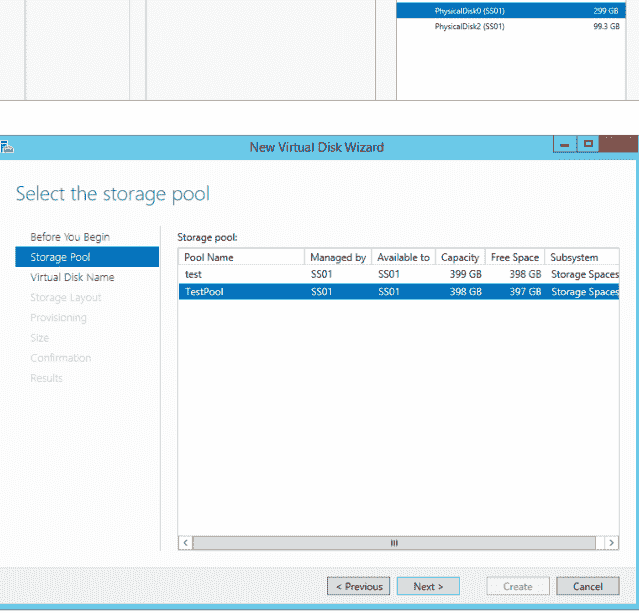 PhysicalDisk0 (SS01) 299 GB
PhysicalDisk2 (SS01) 99.3 GB
New Virtual Disk Wizard
Select the storage pool
Before You Begin
Storage Pool
Virtual Disk Name
Storage Layout
Provisioning
Size
Confirmation
Results
Storage pool:
Pool Name Managed by Available to Capacity Free Space Subsystem
test SS01 SS01 399 GB 398 GB Storage Spaces
TestPool SS01 SS01 398 GB 397 GB Storage Spaces
< Previous Next > Create Cancel